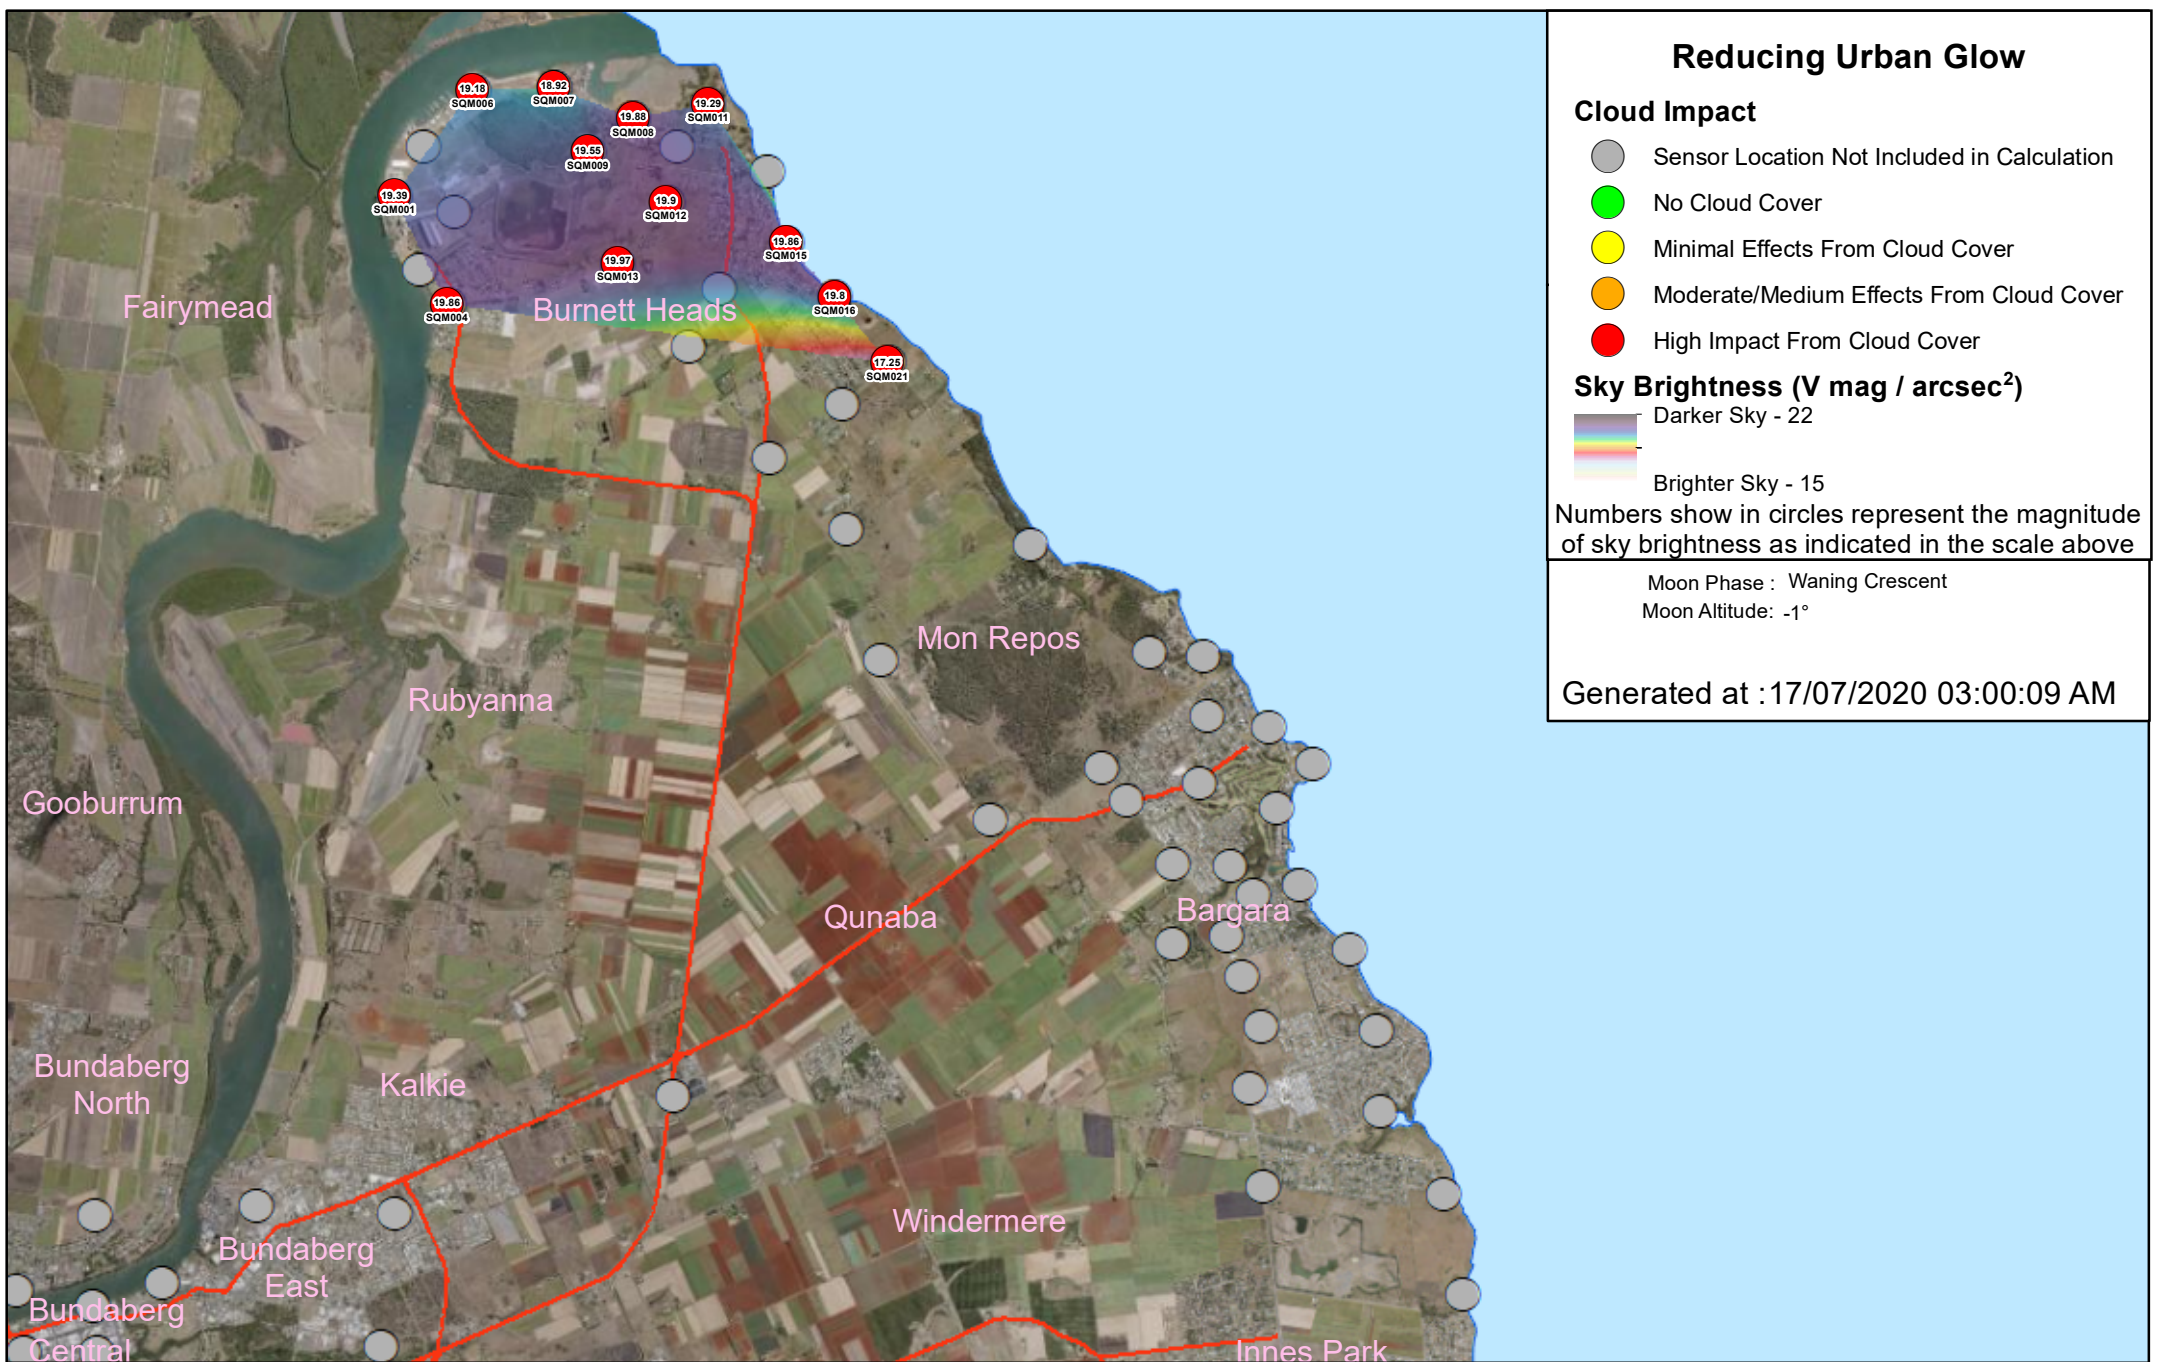 Reducing Urban Glow
Cloud Impact
Sensor Location Not Included in Calculation
No Cloud Cover
Minimal Effects From Cloud Cover
Moderate/Medium Effects From Cloud Cover
High Impact From Cloud Cover
Sky Brightness (V mag / arcsec²)
Darker Sky - 22
Brighter Sky - 15
Numbers show in circles represent the magnitude
of sky brightness as indicated in the scale above
Moon Phase : Waning Crescent
Moon Altitude: -1°
Generated at :17/07/2020 03:00:09 AM
19.18
SQM006
18.92
SQM007
19.88
SQM008
19.29
SQM011
19.55
SQM009
19.39
SQM001
19.9
SQM012
19.86
SQM015
19.97
SQM013
19.86
SQM004
19.8
SQM016
17.25
SQM021
Fairymead
Burnett Heads
Mon Repos
Rubyanna
Gooburrum
Qunaba
Bargara
Bundaberg
North
Kalkie
Windermere
Bundaberg
East
Bundaberg
Central
Innes Park